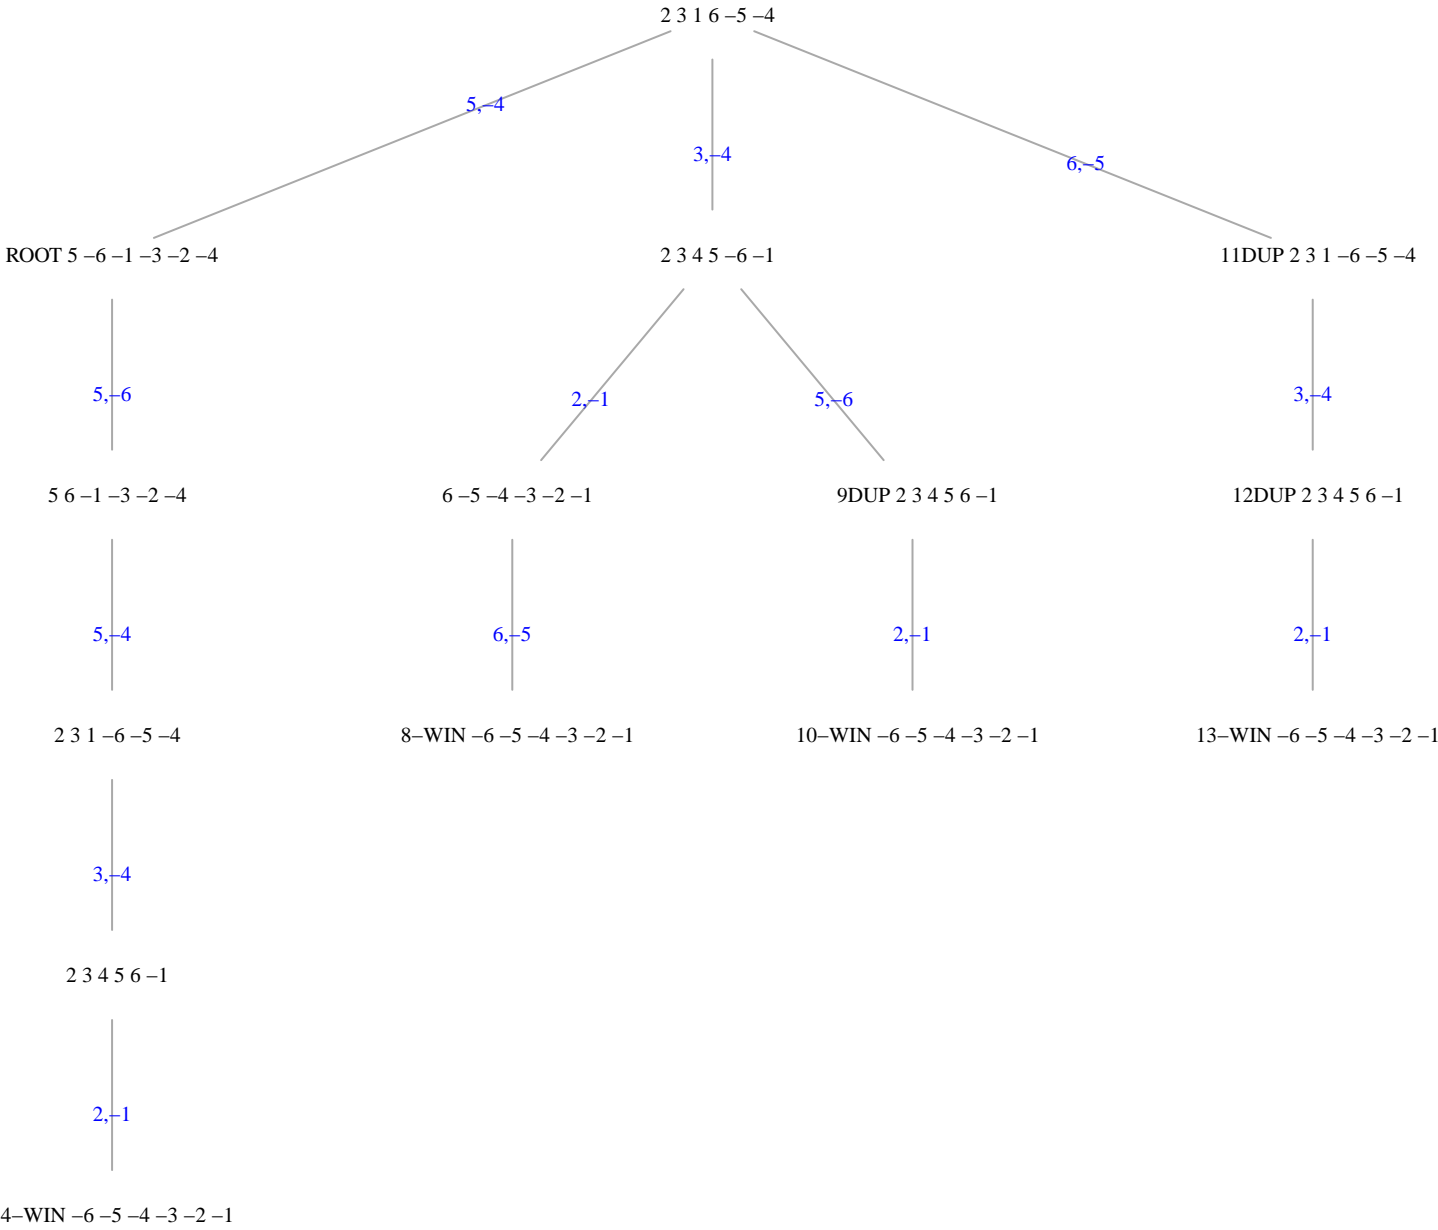 2 3 1 6 –5 –4
5,–4
3,–4
6,–5
ROOT 5 –6 –1 –3 –2 –4
2 3 4 5 –6 –1
11DUP 2 3 1 –6 –5 –4
5,–6
2,–1
5,–6
3,–4
5 6 –1 –3 –2 –4
6 –5 –4 –3 –2 –1
9DUP 2 3 4 5 6 –1
12DUP 2 3 4 5 6 –1
5,–4
6,–5
2,–1
2,–1
2 3 1 –6 –5 –4
8–WIN –6 –5 –4 –3 –2 –1
10–WIN –6 –5 –4 –3 –2 –1
13–WIN –6 –5 –4 –3 –2 –1
3,–4
2 3 4 5 6 –1
2,–1
4–WIN –6 –5 –4 –3 –2 –1